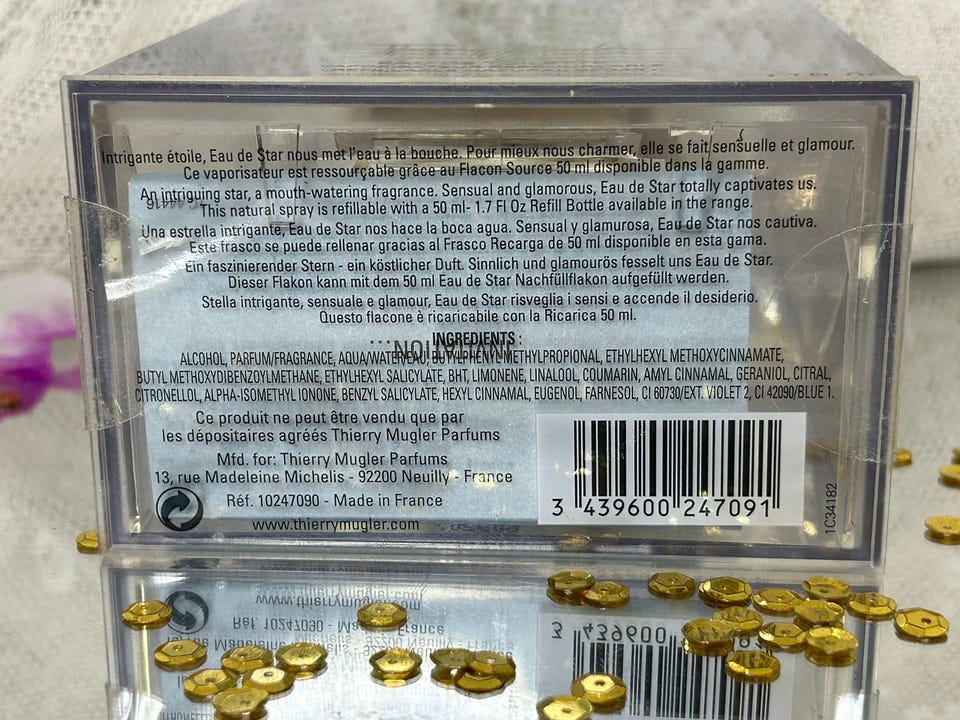 Intrigante étoile, Eau de Star nous met l'eau à la bouche. Pour mieux nous charmer, elle se fait sensuelle et glamour.
Ce vaporisateur est ressourçable grâce au Flacon Source 50 ml disponible dans la gamme.
An intriguing star, a mouth-watering fragrance. Sensual and glamorous, Eau de Star totally captivates us.
This natural spray is refillable with a 50 ml- 1.7 Fl Oz Refill Bottle available in the range.
Una estrella intrigante, Eau de Star nos hace la boca agua. Sensual y glamurosa, Eau de Star nos cautiva.
Este frasco se puede rellenar gracias al Frasco Recarga de 50 ml disponible en esta gama.
Ein faszinierender Stern - ein köstlicher Duft. Sinnlich und glamourös fesselt uns Eau de Star.
Dieser Flakon kann mit dem 50 ml Eau de Star Nachfüllflakon aufgefüllt werden.
Stella intrigante, sensuale e glamour, Eau de Star risveglia i sensi e accende il desiderio.
Questo flacone è ricaricabile con la Ricarica 50 ml.
INGREDIENTS :
ALCOHOL, PARFUM/FRAGRANCE, AQUA/WATER/EAU, BUTYLPHENYL METHYLPROPIONAL, ETHYLHEXYL METHOXYCINNAMATE,
BUTYL METHOXYDIBENZOYLMETHANE, ETHYLHEXYL SALICYLATE, BHT, LIMONENE, LINALOOL, COUMARIN, AMYL CINNAMAL, GERANIOL, CITRAL,
CITRONELLOL, ALPHA-ISOMETHYL IONONE, BENZYL SALICYLATE, HEXYL CINNAMAL, EUGENOL, FARNESOL, CI 60730/EXT. VIOLET 2, CI 42090/BLUE 1.
Ce produit ne peut être vendu que par
les dépositaires agréés Thierry Mugler Parfums
Mfd. for: Thierry Mugler Parfums
13, rue Madeleine Michelis - 92200 Neuilly - France
Réf. 10247090 - Made in France
www.thierrymugler.com
3 439600 247091
1C34182